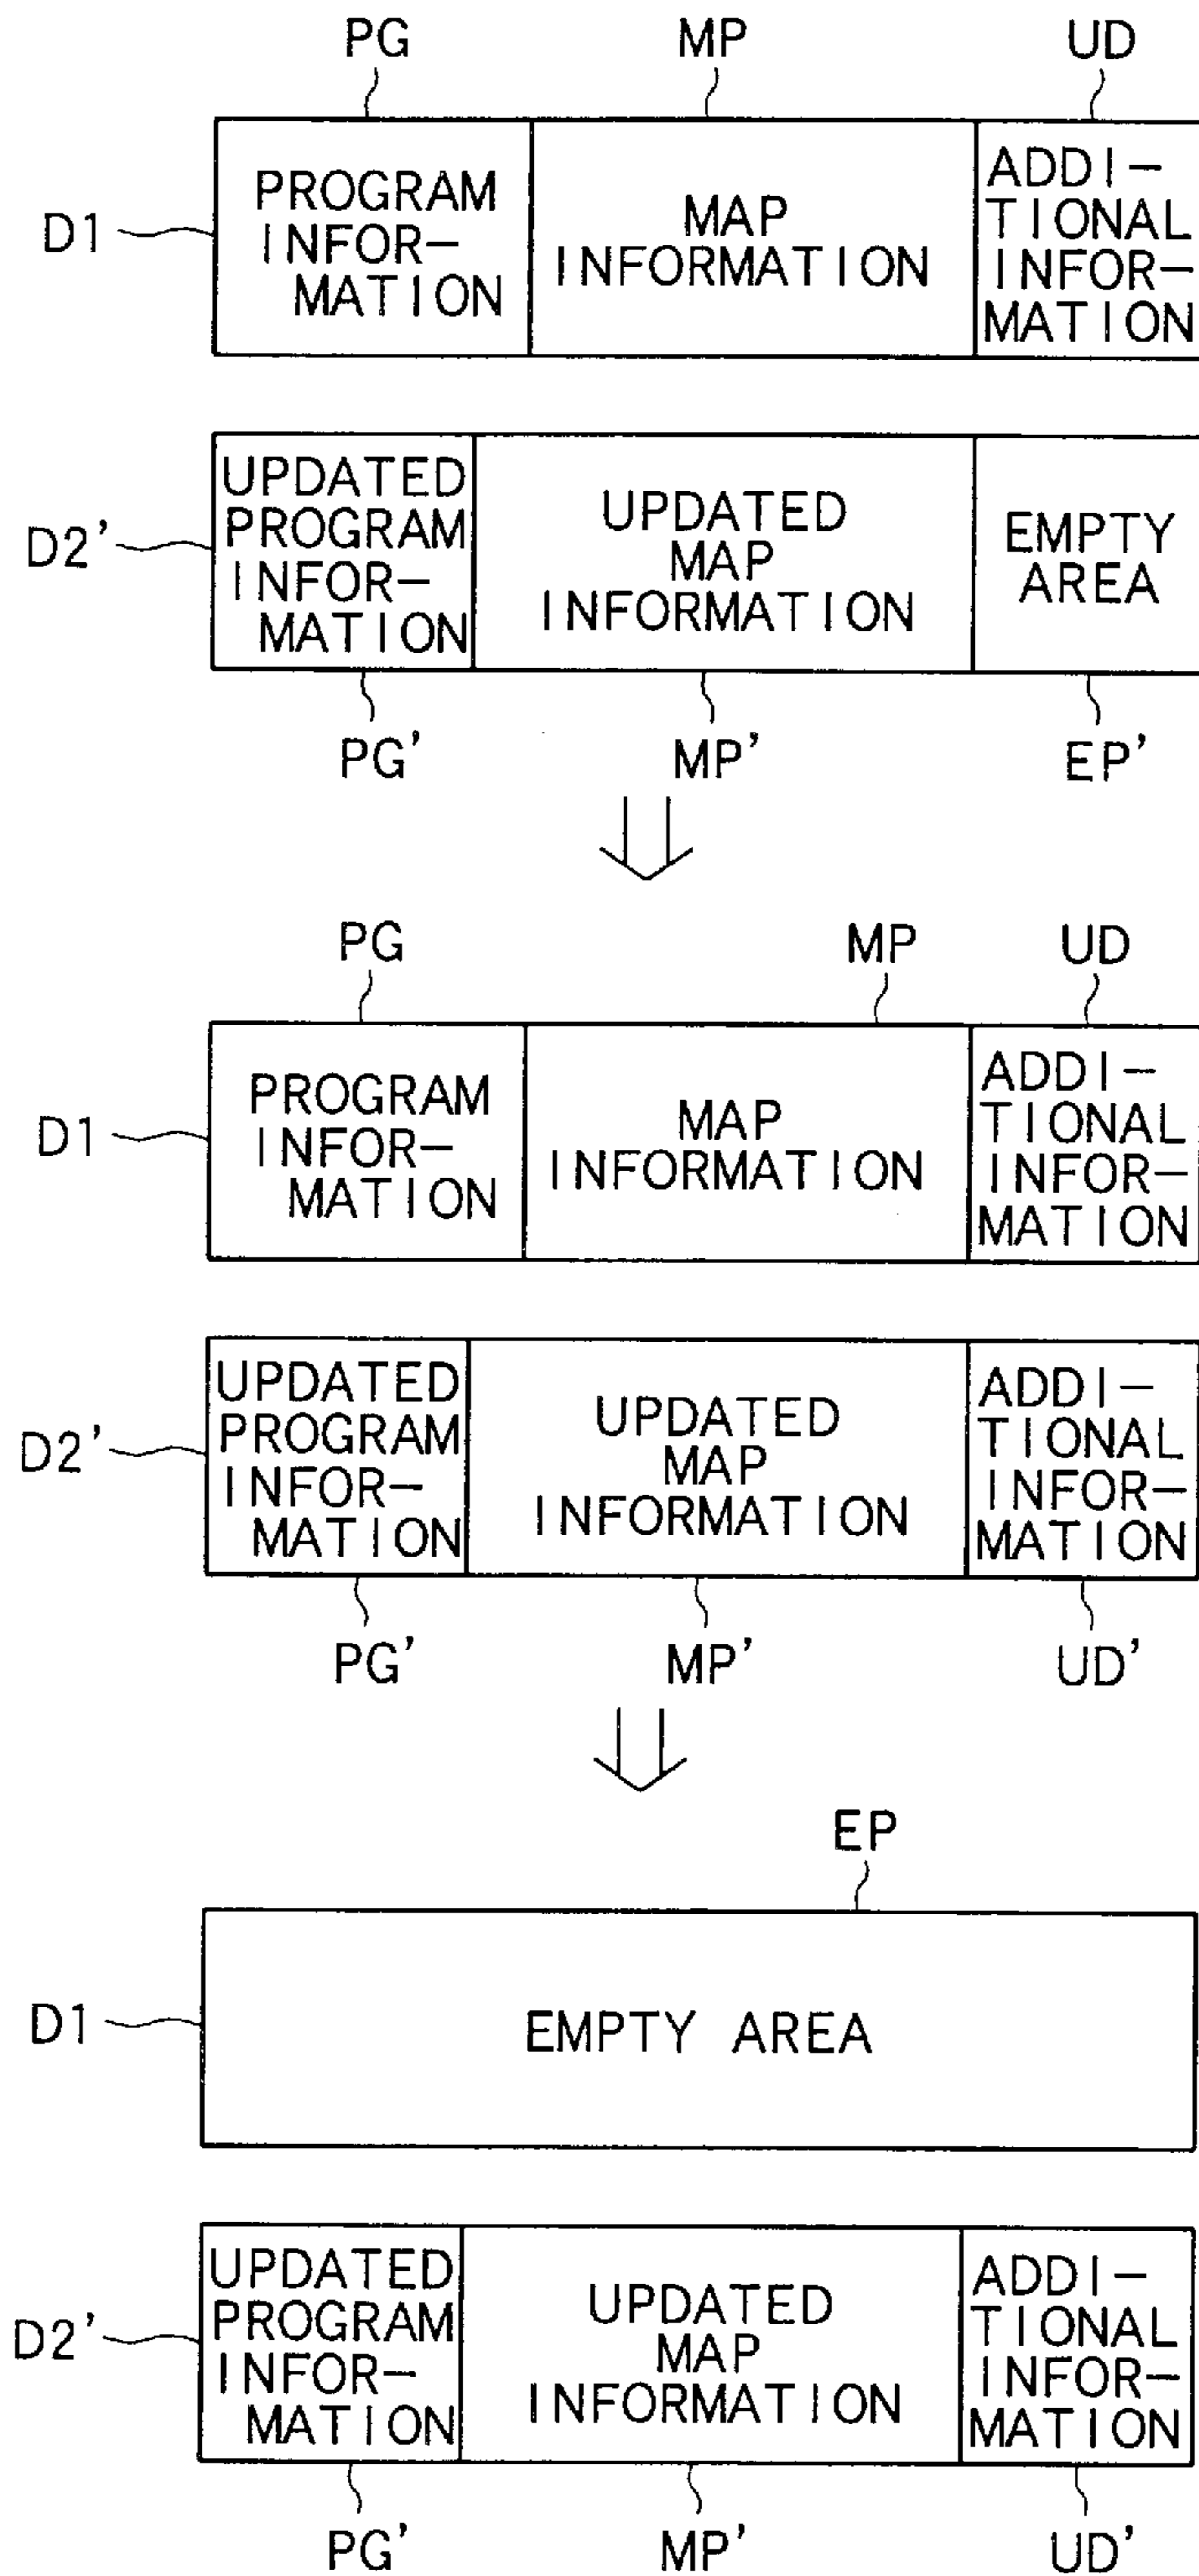 PG MP UD
D1
PROGRAM
INFOR-
MATION
MAP
INFORMATION
ADDI-
TIONAL
INFOR-
MATION
D2'
UPDATED
PROGRAM
INFOR-
MATION
UPDATED
MAP
INFORMATION
EMPTY
AREA
PG' MP' EP'
PG MP UD
D1
PROGRAM
INFOR-
MATION
MAP
INFORMATION
ADDI-
TIONAL
INFOR-
MATION
D2'
UPDATED
PROGRAM
INFOR-
MATION
UPDATED
MAP
INFORMATION
ADDI-
TIONAL
INFOR-
MATION
PG' MP' UD'
EP
D1
EMPTY AREA
D2'
UPDATED
PROGRAM
INFOR-
MATION
UPDATED
MAP
INFORMATION
ADDI-
TIONAL
INFOR-
MATION
PG' MP' UD'